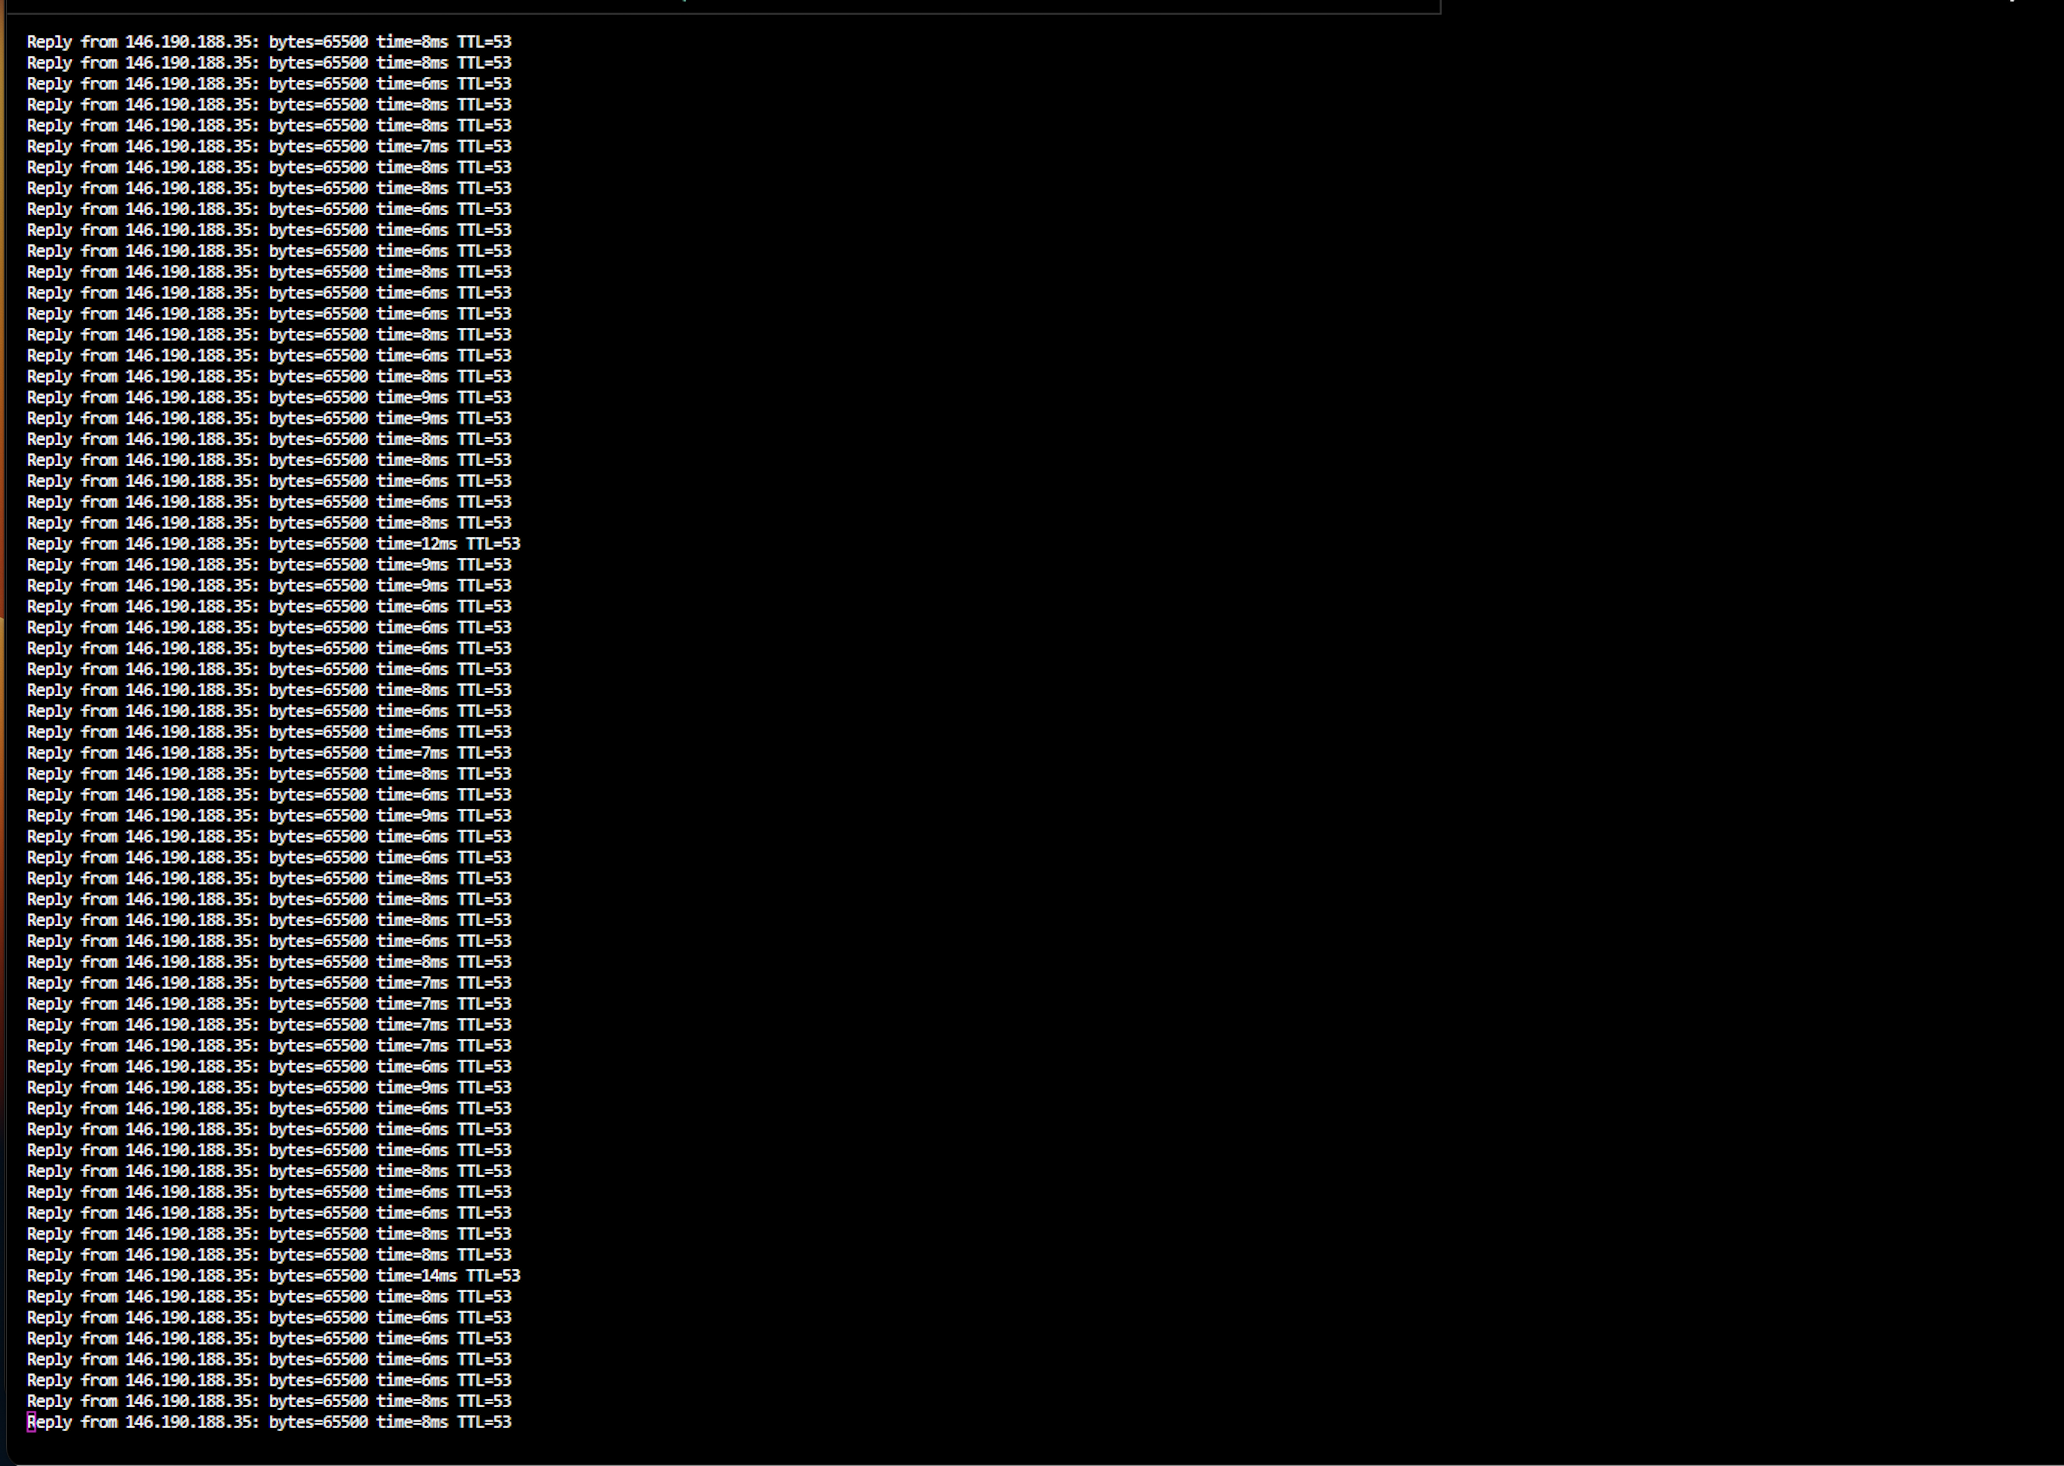 Reply from 146.190.188.35: bytes=65500 time=8ms TTL=53
Reply from 146.190.188.35: bytes=65500 time=8ms TTL=53
Reply from 146.190.188.35: bytes=65500 time=6ms TTL=53
Reply from 146.190.188.35: bytes=65500 time=8ms TTL=53
Reply from 146.190.188.35: bytes=65500 time=8ms TTL=53
Reply from 146.190.188.35: bytes=65500 time=7ms TTL=53
Reply from 146.190.188.35: bytes=65500 time=8ms TTL=53
Reply from 146.190.188.35: bytes=65500 time=8ms TTL=53
Reply from 146.190.188.35: bytes=65500 time=6ms TTL=53
Reply from 146.190.188.35: bytes=65500 time=6ms TTL=53
Reply from 146.190.188.35: bytes=65500 time=6ms TTL=53
Reply from 146.190.188.35: bytes=65500 time=8ms TTL=53
Reply from 146.190.188.35: bytes=65500 time=6ms TTL=53
Reply from 146.190.188.35: bytes=65500 time=6ms TTL=53
Reply from 146.190.188.35: bytes=65500 time=8ms TTL=53
Reply from 146.190.188.35: bytes=65500 time=6ms TTL=53
Reply from 146.190.188.35: bytes=65500 time=8ms TTL=53
Reply from 146.190.188.35: bytes=65500 time=9ms TTL=53
Reply from 146.190.188.35: bytes=65500 time=9ms TTL=53
Reply from 146.190.188.35: bytes=65500 time=8ms TTL=53
Reply from 146.190.188.35: bytes=65500 time=8ms TTL=53
Reply from 146.190.188.35: bytes=65500 time=6ms TTL=53
Reply from 146.190.188.35: bytes=65500 time=6ms TTL=53
Reply from 146.190.188.35: bytes=65500 time=8ms TTL=53
Reply from 146.190.188.35: bytes=65500 time=12ms TTL=53
Reply from 146.190.188.35: bytes=65500 time=9ms TTL=53
Reply from 146.190.188.35: bytes=65500 time=9ms TTL=53
Reply from 146.190.188.35: bytes=65500 time=6ms TTL=53
Reply from 146.190.188.35: bytes=65500 time=6ms TTL=53
Reply from 146.190.188.35: bytes=65500 time=6ms TTL=53
Reply from 146.190.188.35: bytes=65500 time=6ms TTL=53
Reply from 146.190.188.35: bytes=65500 time=8ms TTL=53
Reply from 146.190.188.35: bytes=65500 time=6ms TTL=53
Reply from 146.190.188.35: bytes=65500 time=6ms TTL=53
Reply from 146.190.188.35: bytes=65500 time=7ms TTL=53
Reply from 146.190.188.35: bytes=65500 time=8ms TTL=53
Reply from 146.190.188.35: bytes=65500 time=6ms TTL=53
Reply from 146.190.188.35: bytes=65500 time=9ms TTL=53
Reply from 146.190.188.35: bytes=65500 time=6ms TTL=53
Reply from 146.190.188.35: bytes=65500 time=6ms TTL=53
Reply from 146.190.188.35: bytes=65500 time=8ms TTL=53
Reply from 146.190.188.35: bytes=65500 time=8ms TTL=53
Reply from 146.190.188.35: bytes=65500 time=8ms TTL=53
Reply from 146.190.188.35: bytes=65500 time=6ms TTL=53
Reply from 146.190.188.35: bytes=65500 time=8ms TTL=53
Reply from 146.190.188.35: bytes=65500 time=7ms TTL=53
Reply from 146.190.188.35: bytes=65500 time=7ms TTL=53
Reply from 146.190.188.35: bytes=65500 time=7ms TTL=53
Reply from 146.190.188.35: bytes=65500 time=7ms TTL=53
Reply from 146.190.188.35: bytes=65500 time=6ms TTL=53
Reply from 146.190.188.35: bytes=65500 time=9ms TTL=53
Reply from 146.190.188.35: bytes=65500 time=6ms TTL=53
Reply from 146.190.188.35: bytes=65500 time=6ms TTL=53
Reply from 146.190.188.35: bytes=65500 time=6ms TTL=53
Reply from 146.190.188.35: bytes=65500 time=8ms TTL=53
Reply from 146.190.188.35: bytes=65500 time=6ms TTL=53
Reply from 146.190.188.35: bytes=65500 time=6ms TTL=53
Reply from 146.190.188.35: bytes=65500 time=8ms TTL=53
Reply from 146.190.188.35: bytes=65500 time=8ms TTL=53
Reply from 146.190.188.35: bytes=65500 time=14ms TTL=53
Reply from 146.190.188.35: bytes=65500 time=8ms TTL=53
Reply from 146.190.188.35: bytes=65500 time=6ms TTL=53
Reply from 146.190.188.35: bytes=65500 time=6ms TTL=53
Reply from 146.190.188.35: bytes=65500 time=6ms TTL=53
Reply from 146.190.188.35: bytes=65500 time=6ms TTL=53
Reply from 146.190.188.35: bytes=65500 time=8ms TTL=53
Reply from 146.190.188.35: bytes=65500 time=8ms TTL=53